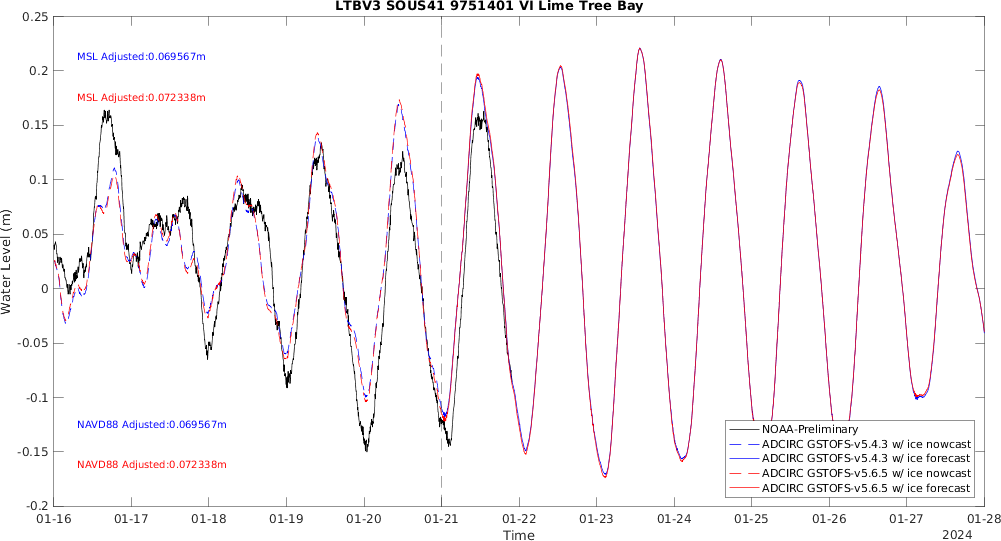 LTBV3 SOUS41 9751401 VI Lime Tree Bay
0.25
0.2
0.15
0.1
0.05
0
-0.05
-0.1
-0.15
-0.2
Water Level (m)
MSL Adjusted:0.069567m
MSL Adjusted:0.072338m
NAVD88 Adjusted:0.069567m
NAVD88 Adjusted:0.072338m
NOAA-Preliminary
ADCIRC GSTOFS-v5.4.3 w/ ice nowcast
ADCIRC GSTOFS-v5.4.3 w/ ice forecast
ADCIRC GSTOFS-v5.6.5 w/ ice nowcast
ADCIRC GSTOFS-v5.6.5 w/ ice forecast
01-16 01-17 01-18 01-19 01-20 01-21 01-22 01-23 01-24 01-25 01-26 01-27 01-28
Time
2024